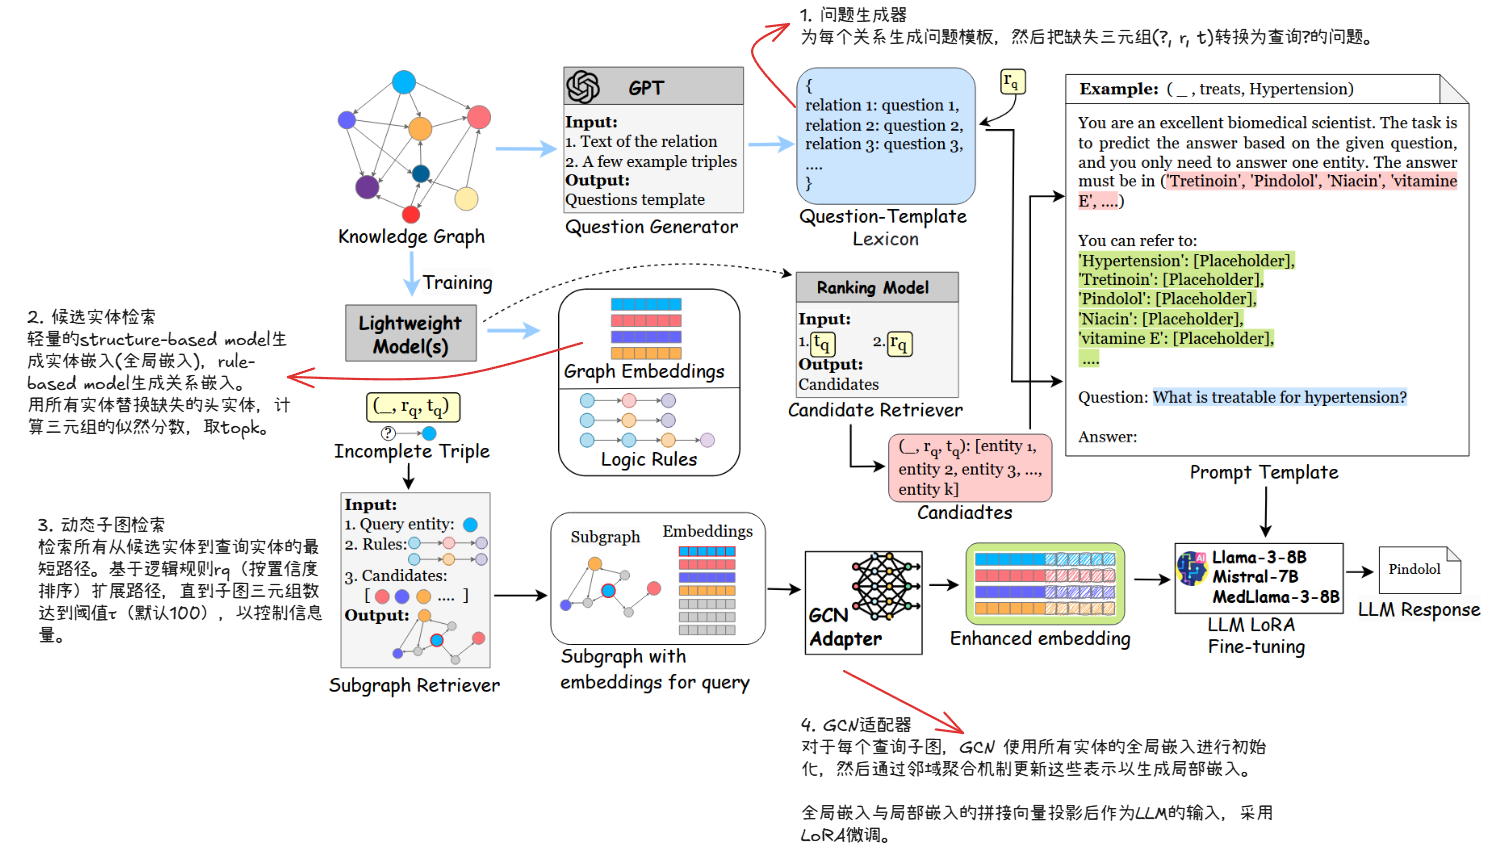 1. 问题生成器
为每个关系生成问题模板，然后把缺失三元组(?, r, t)转换为查询?的问题。
Knowledge Graph
GPT
Input:
1. Text of the relation
2. A few example triples
Output:
Questions template
Question Generator
{
relation 1: question 1,
relation 2: question 2,
relation 3: question 3,
....
}
Question-Template
Lexicon
rq
Example: ( _ , treats, Hypertension)
You are an excellent biomedical scientist. The task is
to predict the answer based on the given question,
and you only need to answer one entity. The answer
must be in ('Tretinoin', 'Pindolol', 'Niacin', 'vitamine
E', ....)
You can refer to:
'Hypertension': [Placeholder],
'Tretinoin': [Placeholder],
'Pindolol': [Placeholder],
'Niacin': [Placeholder],
'vitamine E': [Placeholder],
....
Question: What is treatable for hypertension?
Answer:
Prompt Template
Training
Lightweight
Model(s)
Graph Embeddings
Logic Rules
Ranking Model
Input:
1. tq 2. rq
Output:
Candidates
Candidate Retriever
(_, rq, tq): [entity 1,
entity 2, entity 3, ...,
entity k]
Candiadtes
2. 候选实体检索
轻量的structure-based model生
成实体嵌入(全局嵌入)，rule-
based model生成关系嵌入。
用所有实体替换缺失的头实体，计
算三元组的似然分数，取topk。
(_, rq, tq)
?
Incomplete Triple
3. 动态子图检索
检索所有从候选实体到查询实体的最
短路径。基于逻辑规则rq（按置信度
排序）扩展路径，直到子图三元组数
达到阈值τ（默认100），以控制信息
量。
Input:
1. Query entity:
2. Rules:
3. Candidates:
[ .... ]
Output:
Subgraph Retriever
Subgraph
Embeddings
Subgraph with
embeddings for query
GCN
Adapter
Enhanced embedding
AI
Llama-3-8B
Mistral-7B
MedLlama-3-8B
LLM LoRA
Fine-tuning
Pindolol
LLM Response
4. GCN适配器
对于每个查询子图，GCN 使用所有实体的全局嵌入进行初始
化，然后通过邻域聚合机制更新这些表示以生成局部嵌入。
全局嵌入与局部嵌入的拼接向量投影后作为LLM的输入，采用
LoRA微调。